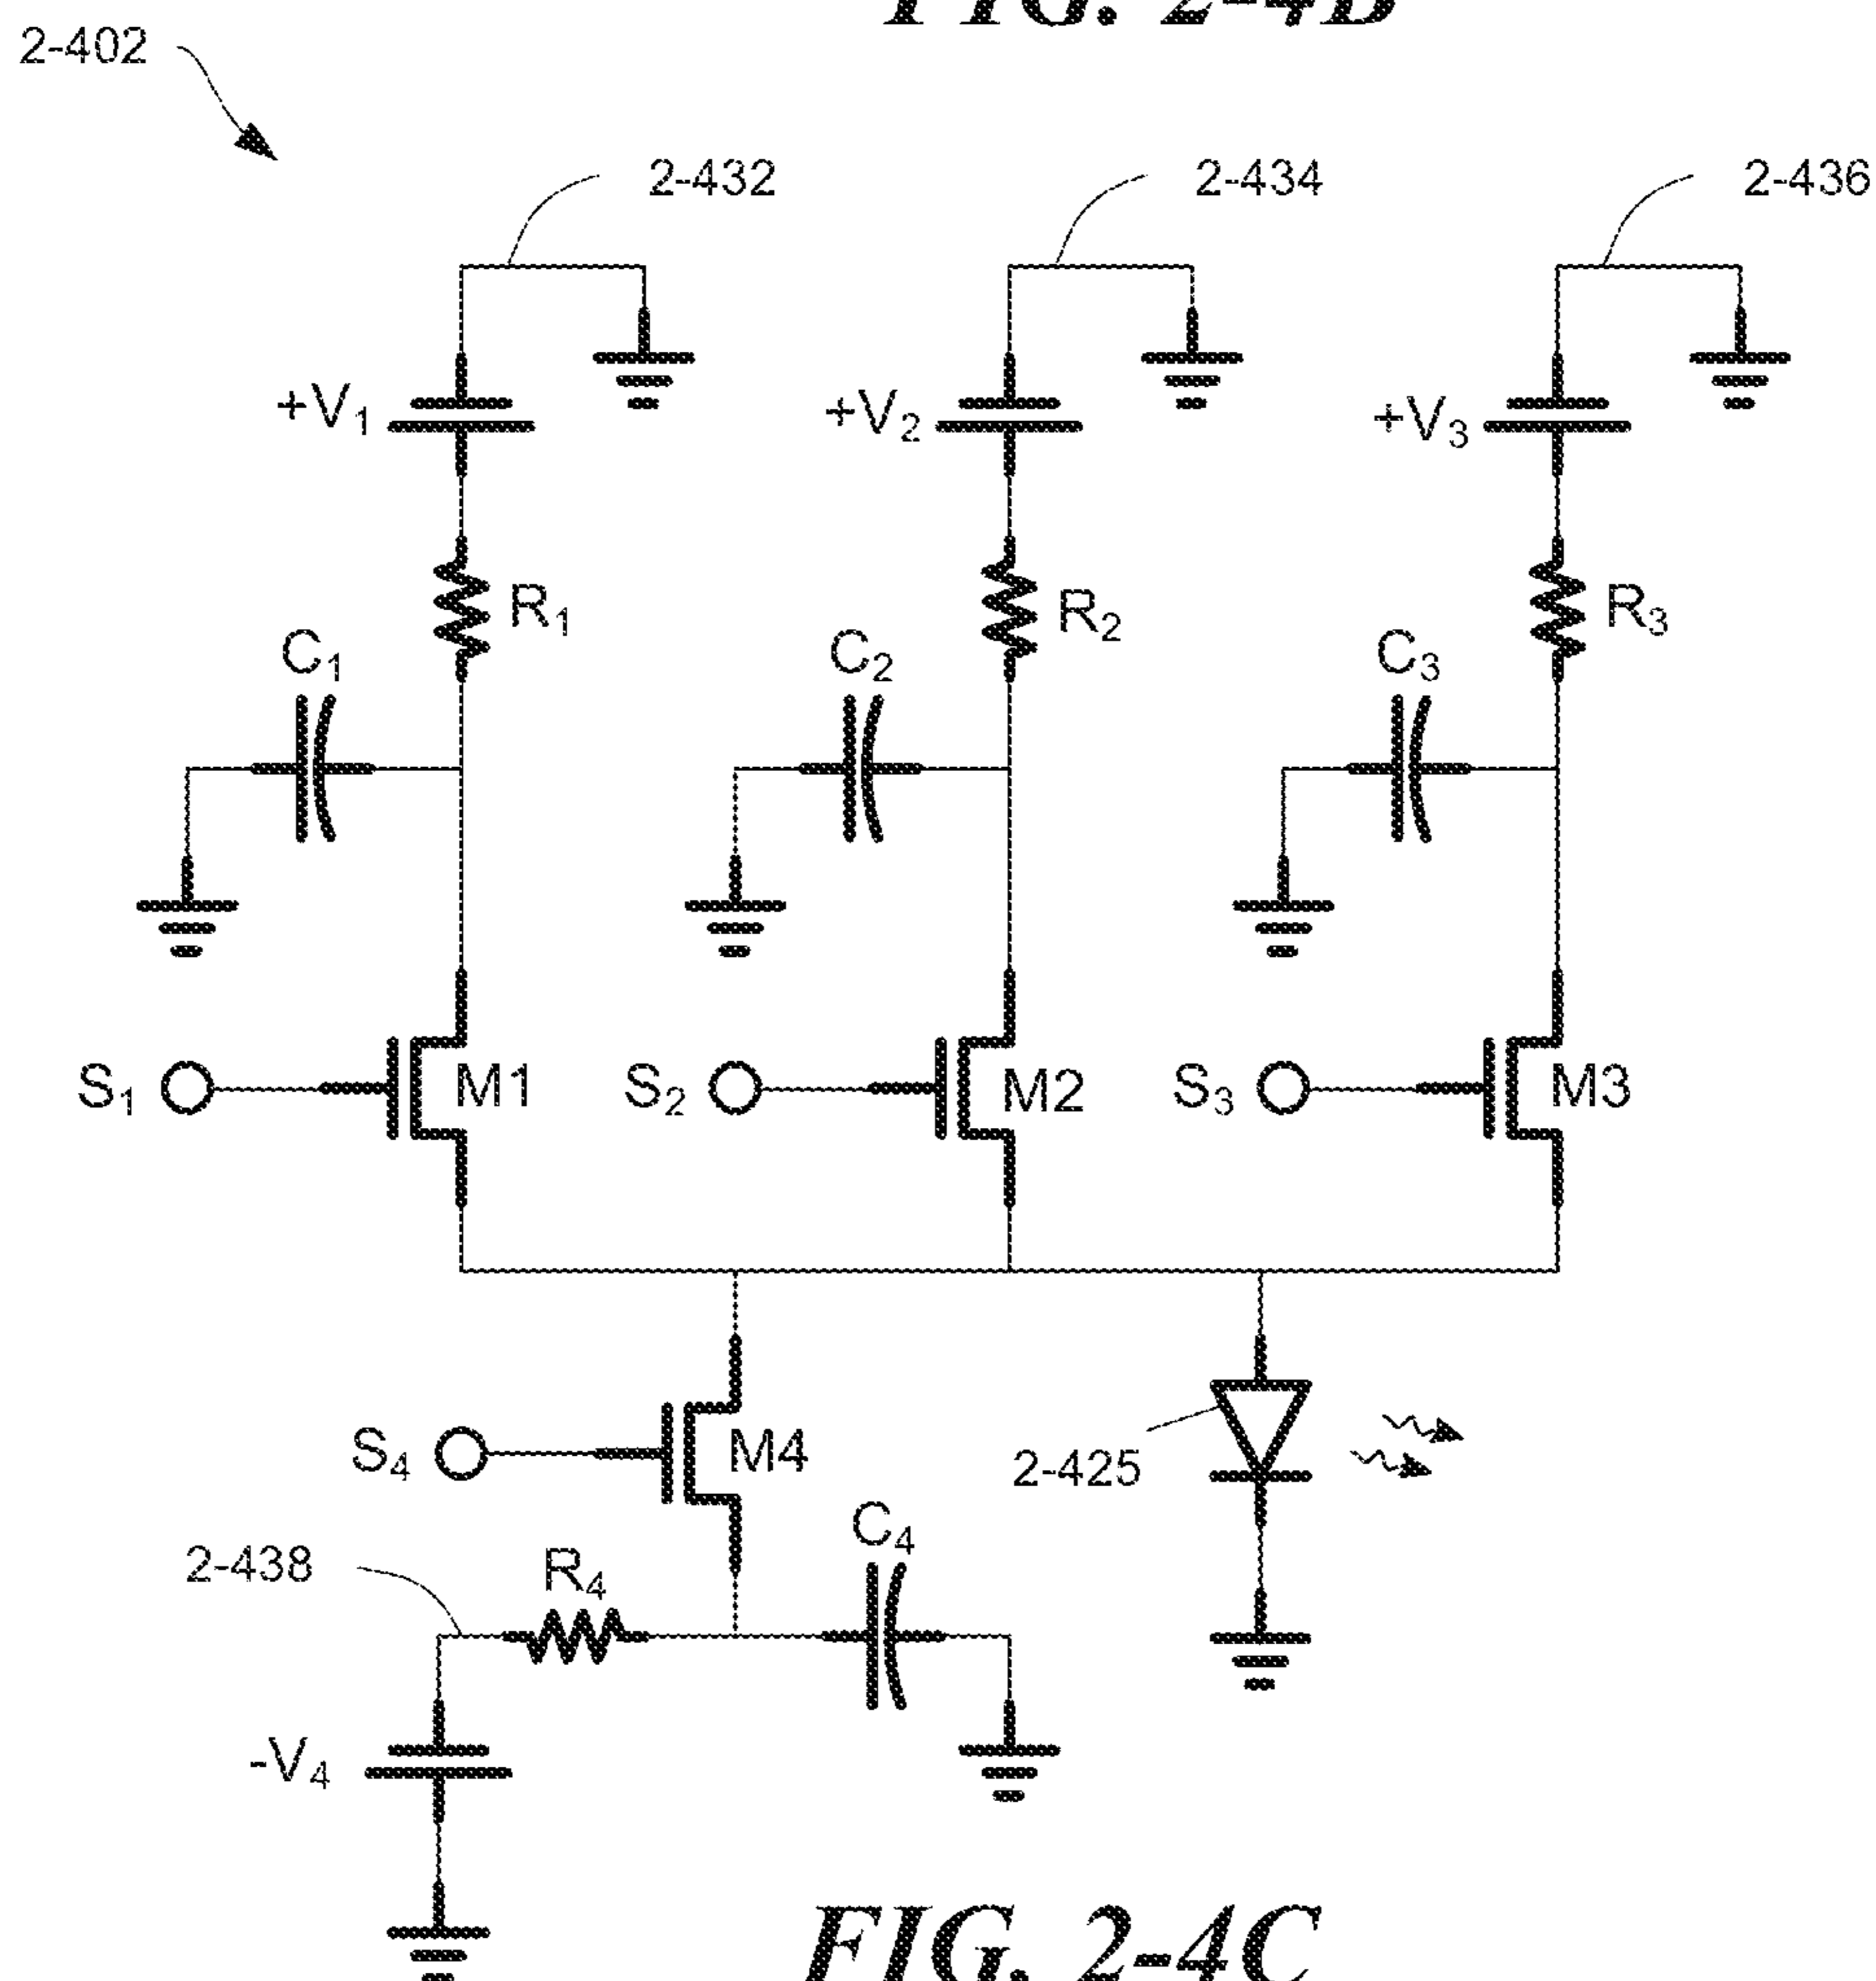 FIG. 2-4B
2-402
2-432
2-434
2-436
+V₁
+V₂
+V₃
R₁
R₂
R₃
C₁
C₂
C₃
S₁
M1
S₂
M2
S₃
M3
S₄
M4
2-425
2-438
R₄
C₄
-V₄
FIG. 2-4C